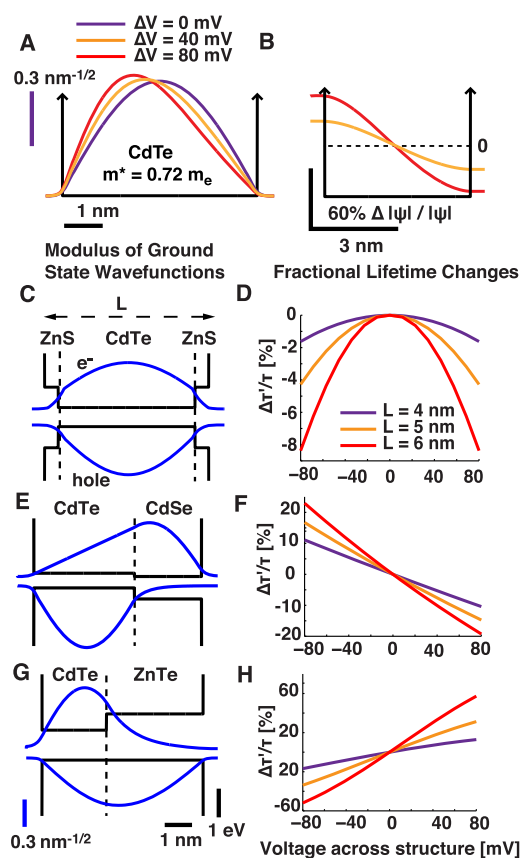 ΔV = 0 mV
ΔV = 40 mV
ΔV = 80 mV
A
B
0.3 nm-1/2
CdTe
m* = 0.72 me
1 nm
0
60% Δ |ψ| / |ψ|
3 nm
Modulus of Ground
State Wavefunctions
Fractional Lifetime Changes
C
L
ZnS CdTe ZnS
e-
hole
D
0
-2
-4
-6
-8
Δτ'/τ [%]
L = 4 nm
L = 5 nm
L = 6 nm
−80 −40 0 40 80
E
CdTe CdSe
F
20
10
0
-10
-20
Δτ'/τ [%]
−80 −40 0 40 80
G
CdTe ZnTe
0.3 nm-1/2
1 nm
1 eV
H
60
20
20
-60
Δτ'/τ [%]
−80 −40 0 40 80
Voltage across structure [mV]